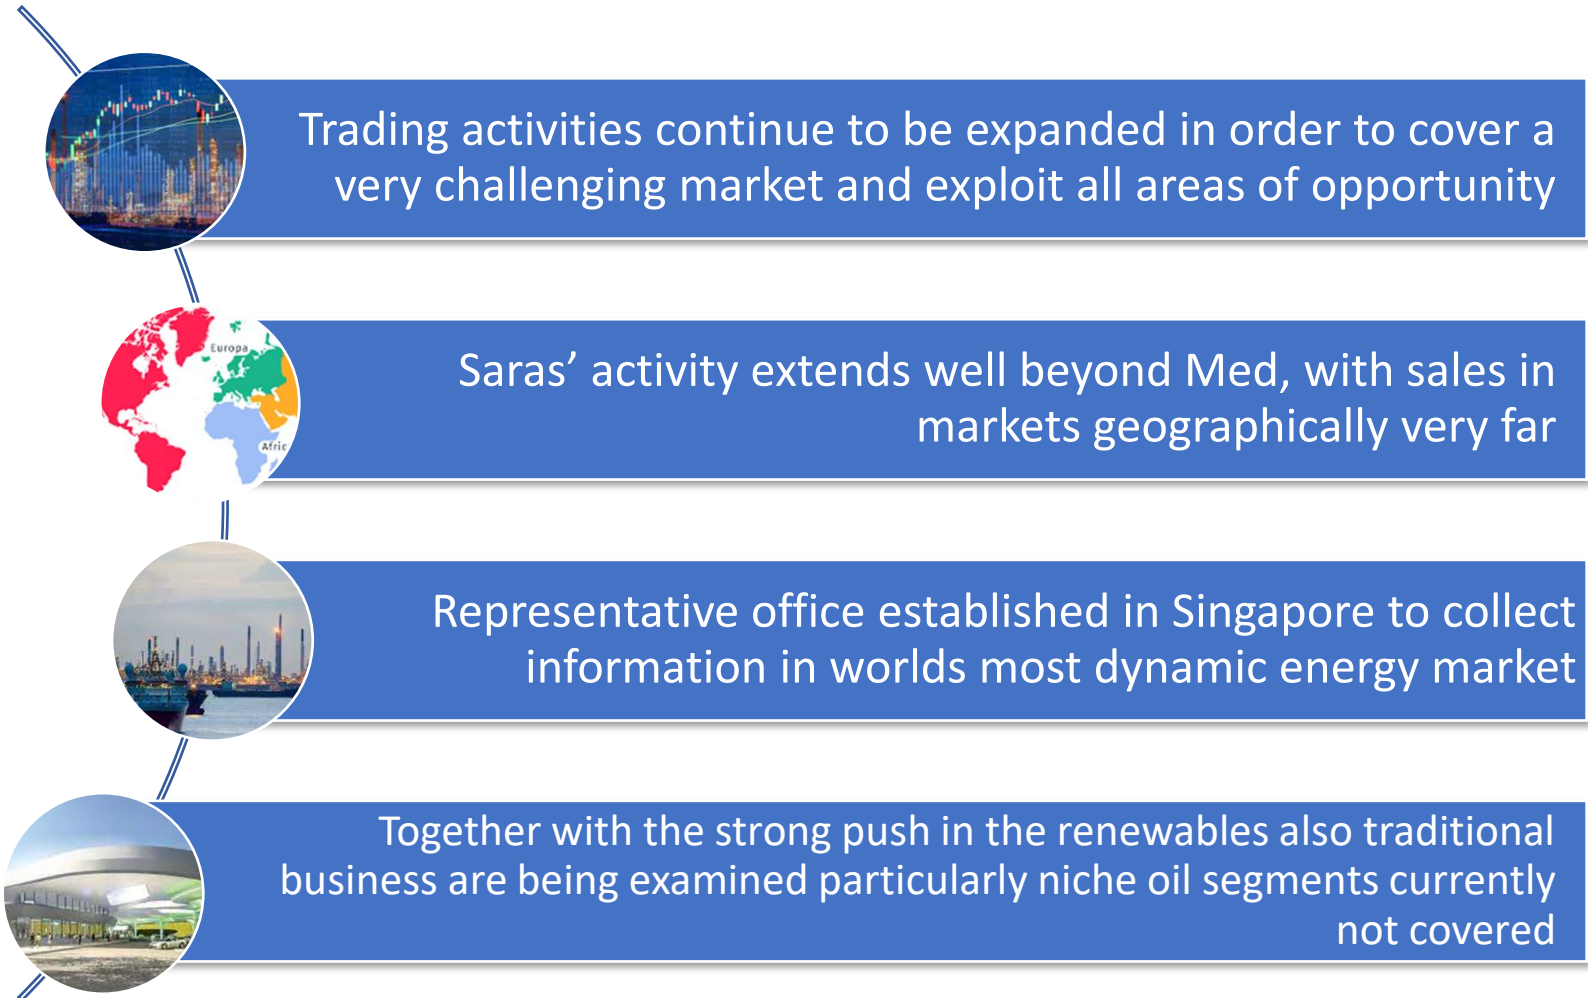 Trading activities continue to be expanded in order to cover a
very challenging market and exploit all areas of opportunity
Europa
Afric
Saras’ activity extends well beyond Med, with sales in
markets geographically very far
Representative office established in Singapore to collect
information in worlds most dynamic energy market
Together with the strong push in the renewables also traditional
business are being examined particularly niche oil segments currently
not covered